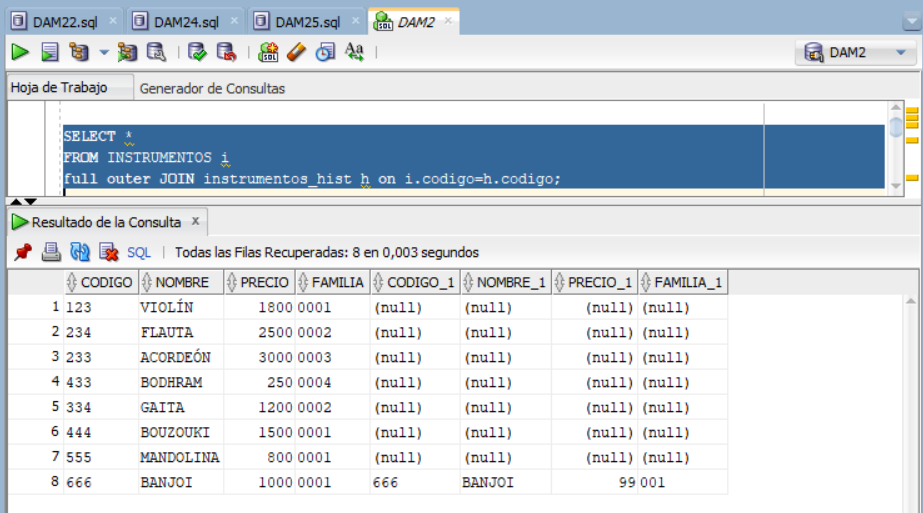 DAM22.sql DAM24.sql DAM25.sql DAM2
DAM2
Hoja de Trabajo Generador de Consultas
SELECT *
FROM INSTRUMENTOS i
full outer JOIN instrumentos_hist h on i.codigo=h.codigo;
Resultado de la Consulta x
SQL | Todas las Filas Recuperadas: 8 en 0,003 segundos
CODIGO NOMBRE PRECIO FAMILIA CODIGO_1 NOMBRE_1 PRECIO_1 FAMILIA_1
1 123 VIOLÍN 1800 0001 (null) (null) (null) (null)
2 234 FLAUTA 2500 0002 (null) (null) (null) (null)
3 233 ACORDEÓN 3000 0003 (null) (null) (null) (null)
4 433 BODHRAM 250 0004 (null) (null) (null) (null)
5 334 GAITA 1200 0002 (null) (null) (null) (null)
6 444 BOUZOUKI 1500 0001 (null) (null) (null) (null)
7 555 MANDOLINA 800 0001 (null) (null) (null) (null)
8 666 BANJOI 1000 0001 666 BANJOI 99 001